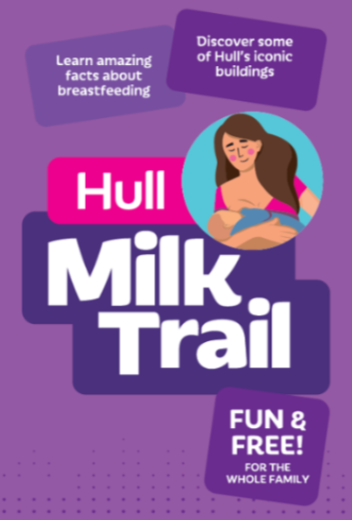 Learn amazing
facts about
breastfeeding
Discover some
of Hull's iconic
buildings
Hull
Milk
Trail
FUN &
FREE!
FOR THE
WHOLE FAMILY